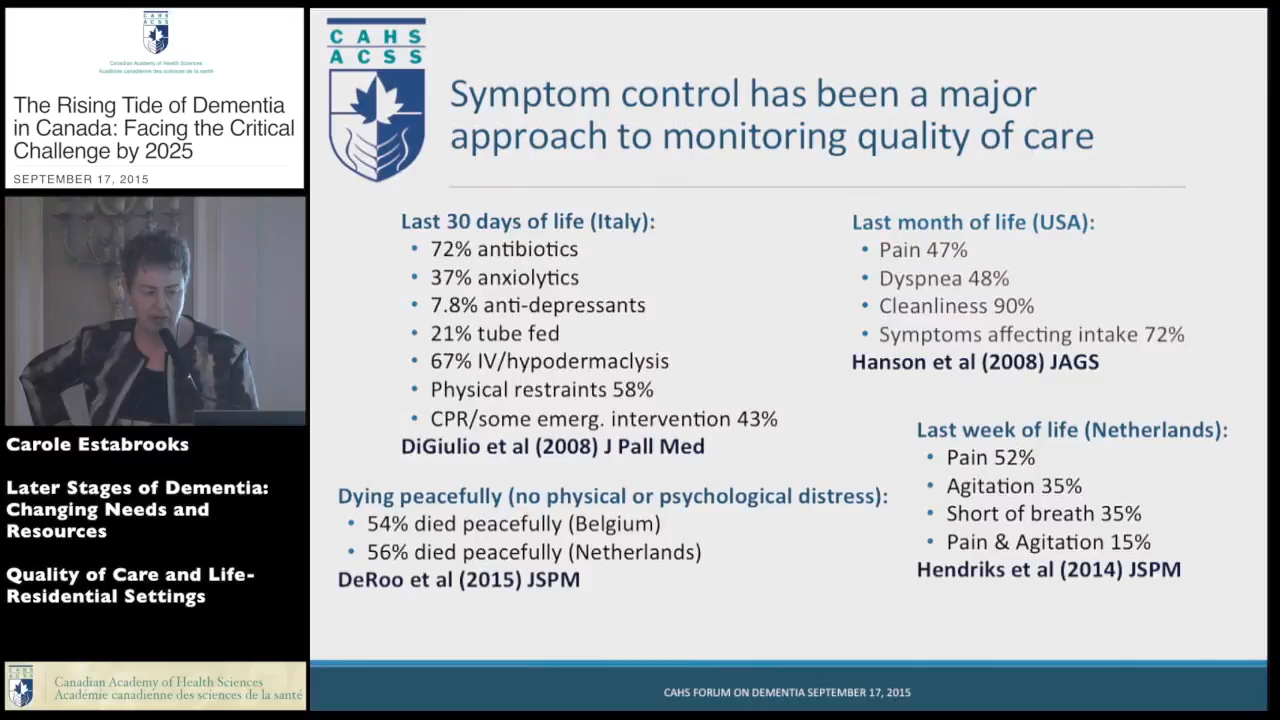 Canadian Academy of Health Sciences
Académie canadienne des sciences de la santé
The Rising Tide of Dementia
in Canada: Facing the Critical
Challenge by 2025
SEPTEMBER 17, 2015
Carole Estabrooks
Later Stages of Dementia:
Changing Needs and
Resources
Quality of Care and Life-
Residential Settings
Canadian Academy of Health Sciences
Académie canadienne des sciences de la santé
CAHS
ACSS
Symptom control has been a major
approach to monitoring quality of care
Last 30 days of life (Italy):
• 72% antibiotics
• 37% anxiolytics
• 7.8% anti-depressants
• 21% tube fed
• 67% IV/hypodermaclysis
• Physical restraints 58%
• CPR/some emerg. intervention 43%
DiGiulio et al (2008) J Pall Med
Dying peacefully (no physical or psychological distress):
• 54% died peacefully (Belgium)
• 56% died peacefully (Netherlands)
DeRoo et al (2015) JSPM
Last month of life (USA):
• Pain 47%
• Dyspnea 48%
• Cleanliness 90%
• Symptoms affecting intake 72%
Hanson et al (2008) JAGS
Last week of life (Netherlands):
• Pain 52%
• Agitation 35%
• Short of breath 35%
• Pain & Agitation 15%
Hendriks et al (2014) JSPM
CAHS FORUM ON DEMENTIA SEPTEMBER 17, 2015